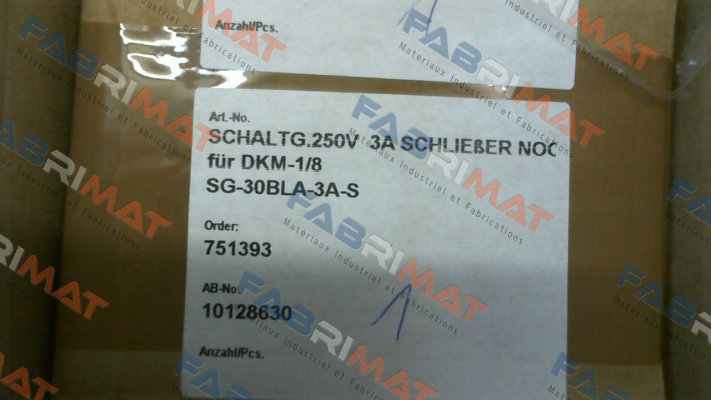 Anzahl/Pcs.
Art.-No.
SCHALTG.250V 3A SCHLIEßER NOC
für DKM-1/8
SG-30BLA-3A-S
Order:
751393
AB-No.
10128630
1
Anzahl/Pcs.
FABRIMAT
Materiaux Industriel et Fabrications